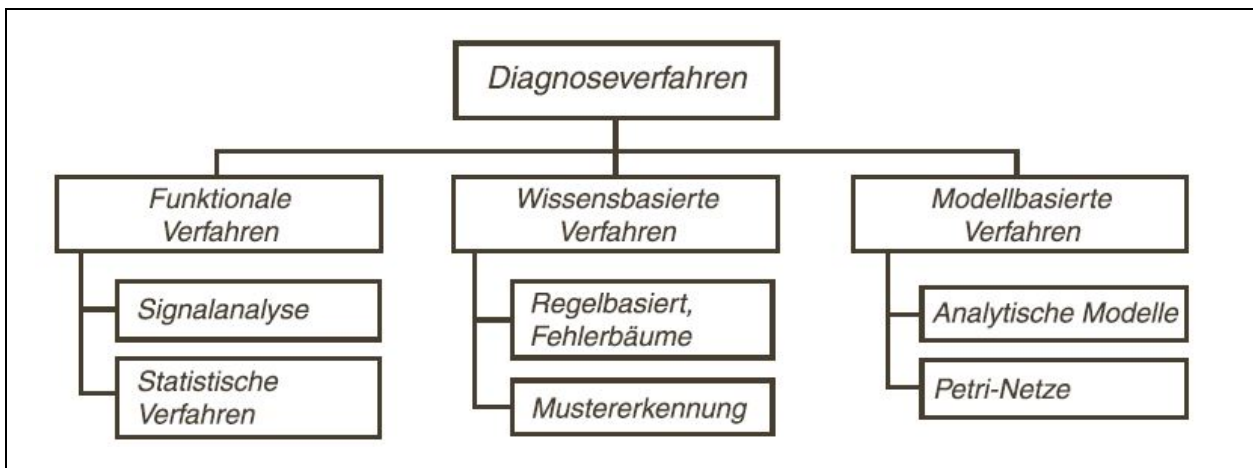 Diagnoseverfahren
Funktionale
Verfahren
Signalanalyse
Statistische
Verfahren
Wissensbasierte
Verfahren
Regelbasiert,
Fehlerbäume
Mustererkennung
Modellbasierte
Verfahren
Analytische Modelle
Petri-Netze